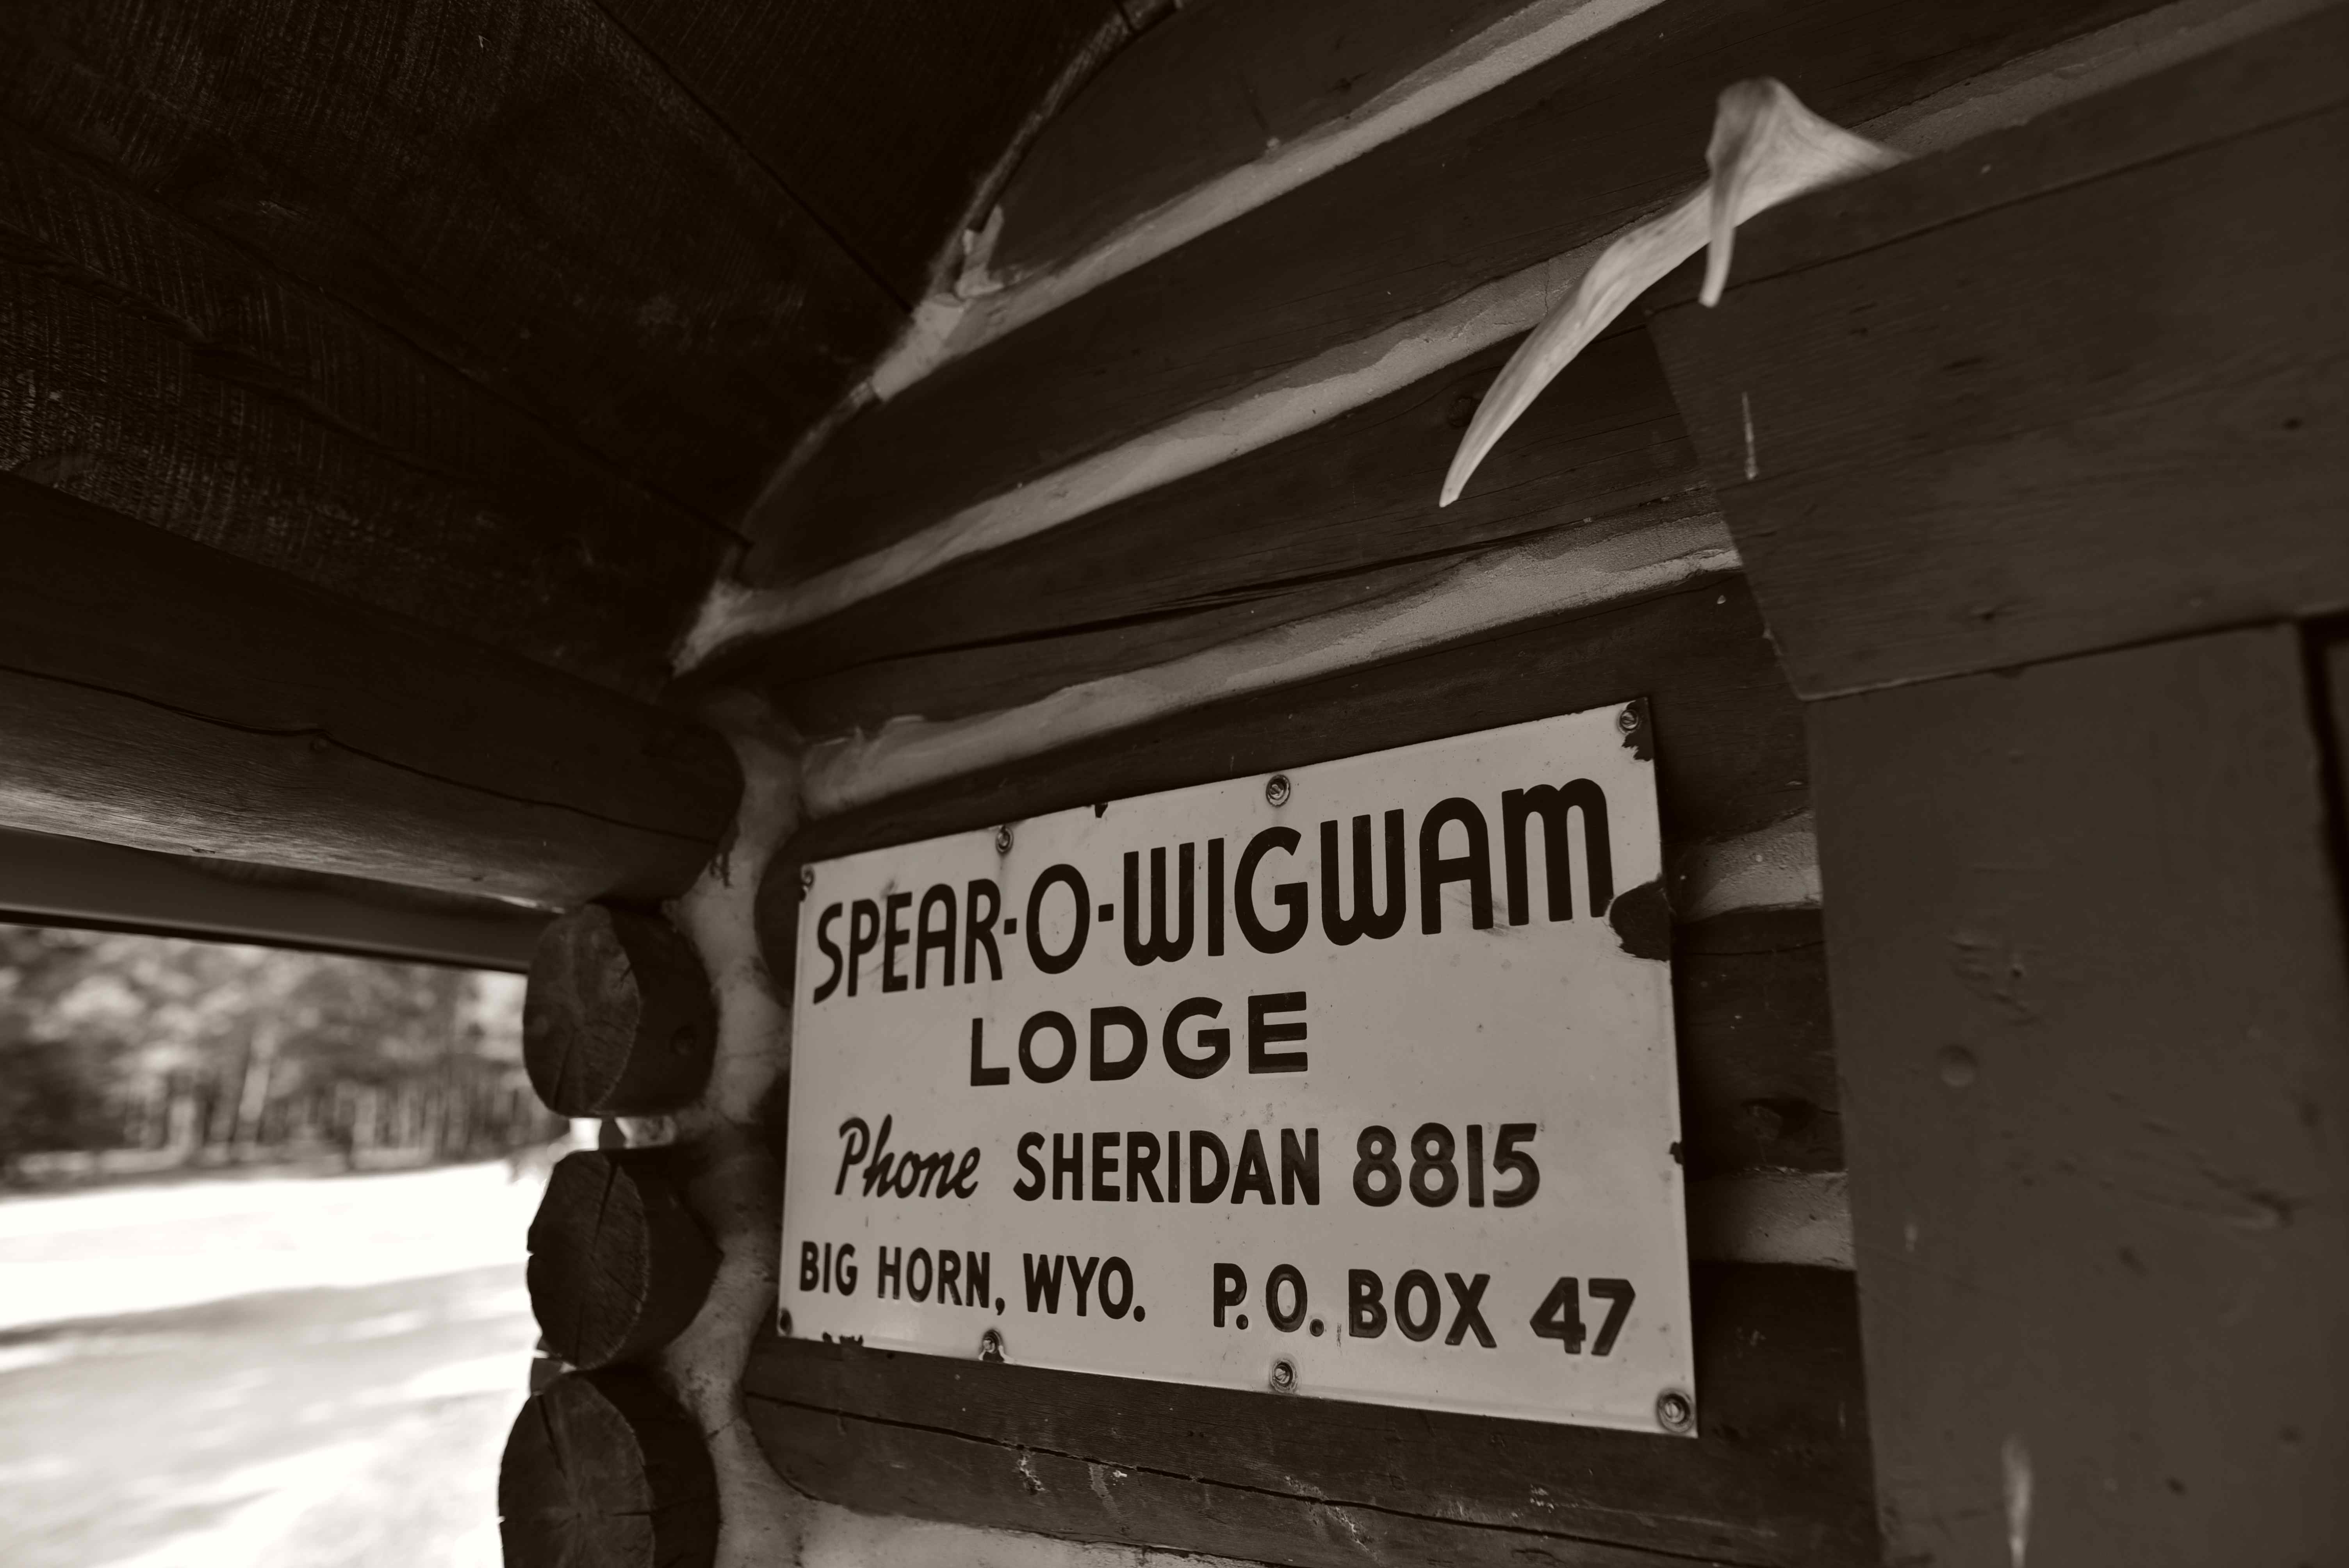 SPEAR-O-WIGWAM
LODGE
Phone SHERIDAN 8815
BIG HORN, WYO. P.O. BOX 47